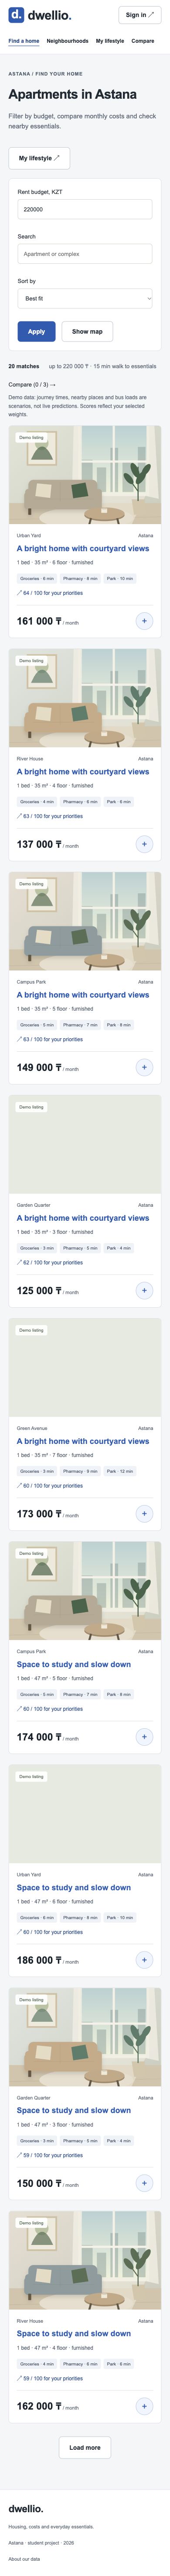 d. dwellio.
Sign in ↗
Find a home Neighbourhoods My lifestyle Compare
ASTANA / FIND YOUR HOME
Apartments in Astana
Filter by budget, compare monthly costs and check
nearby essentials.
My lifestyle ↗
Rent budget, KZT
220000
Search
Apartment or complex
Sort by
Best fit
Apply Show map
20 matches up to 220 000 ₸ · 15 min walk to essentials
Compare (0 / 3) →
Demo data: journey times, nearby places and bus loads are
scenarios, not live predictions. Scores reflect your selected
weights.
Demo listing
Urban Yard Astana
A bright home with courtyard views
1 bed · 35 m² · 6 floor · furnished
Groceries · 6 min Pharmacy · 8 min Park · 10 min
↗ 64 / 100 for your priorities
161 000 ₸ / month +
Demo listing
River House Astana
A bright home with courtyard views
1 bed · 35 m² · 4 floor · furnished
Groceries · 4 min Pharmacy · 6 min Park · 6 min
↗ 63 / 100 for your priorities
137 000 ₸ / month +
Demo listing
Campus Park Astana
A bright home with courtyard views
1 bed · 35 m² · 5 floor · furnished
Groceries · 5 min Pharmacy · 7 min Park · 8 min
↗ 63 / 100 for your priorities
149 000 ₸ / month +
Demo listing
Garden Quarter Astana
A bright home with courtyard views
1 bed · 35 m² · 3 floor · furnished
Groceries · 3 min Pharmacy · 5 min Park · 4 min
↗ 62 / 100 for your priorities
125 000 ₸ / month +
Demo listing
Green Avenue Astana
A bright home with courtyard views
1 bed · 35 m² · 7 floor · furnished
Groceries · 3 min Pharmacy · 9 min Park · 12 min
↗ 60 / 100 for your priorities
173 000 ₸ / month +
Demo listing
Campus Park Astana
Space to study and slow down
1 bed · 47 m² · 5 floor · furnished
Groceries · 5 min Pharmacy · 7 min Park · 8 min
↗ 60 / 100 for your priorities
174 000 ₸ / month +
Demo listing
Urban Yard Astana
Space to study and slow down
1 bed · 47 m² · 6 floor · furnished
Groceries · 6 min Pharmacy · 8 min Park · 10 min
↗ 60 / 100 for your priorities
186 000 ₸ / month +
Demo listing
Garden Quarter Astana
Space to study and slow down
1 bed · 47 m² · 3 floor · furnished
Groceries · 3 min Pharmacy · 5 min Park · 4 min
↗ 59 / 100 for your priorities
150 000 ₸ / month +
Demo listing
River House Astana
Space to study and slow down
1 bed · 47 m² · 4 floor · furnished
Groceries · 4 min Pharmacy · 6 min Park · 6 min
↗ 59 / 100 for your priorities
162 000 ₸ / month +
Load more
dwellio.
Housing, costs and everyday essentials.
Astana · student project · 2026
About our data